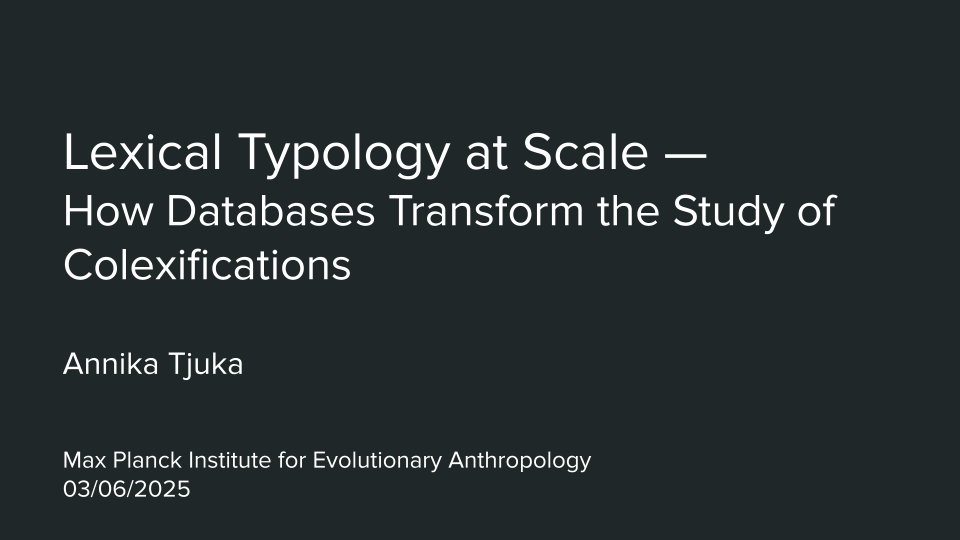 Lexical Typology at Scale —
How Databases Transform the Study of
Colexifications
Annika Tjuka
Max Planck Institute for Evolutionary Anthropology
03/06/2025